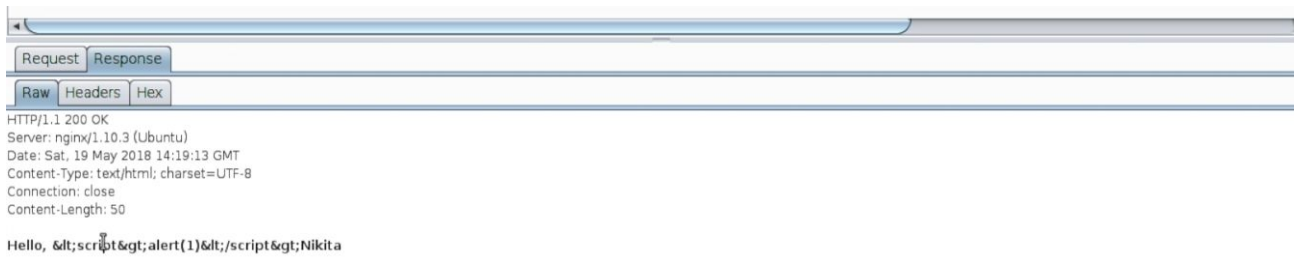 Request Response
Raw Headers Hex
HTTP/1.1 200 OK
Server: nginx/1.10.3 (Ubuntu)
Date: Sat, 19 May 2018 14:19:13 GMT
Content-Type: text/html; charset=UTF-8
Connection: close
Content-Length: 50
Hello, &lt;script&gt;alert(1)&lt;/script&gt;Nikita